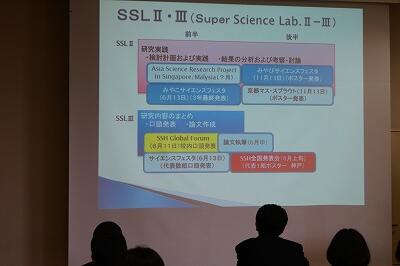 SSLⅡ・Ⅲ(Super Science Lab.Ⅱ-Ⅲ)
前半 後半
SSLⅡ
研究実践
・検討計画および実践 ・結果の分析および考察・討論
Asia Science Research Project
in Singapore, Malysia(?月)
みやびサイエンスフェスタ
(11月13日)
(ポスター発表)
みやこサイエンスフェスタ
(6月13日)(3年最終発表)
京都マス・スプラウト(11月13日)
(ポスター発表)
SSLⅢ
研究内容のまとめ
・口頭発表 ・論文作成
SSH Global Forum
(6月11日)校内口頭発表
論文執筆(6月中)
サイエンスフェスタ(6月13日)
(代表数組口頭発表)
SSH全国発表会(8月上旬)
(代表1組ポスター 神戸)